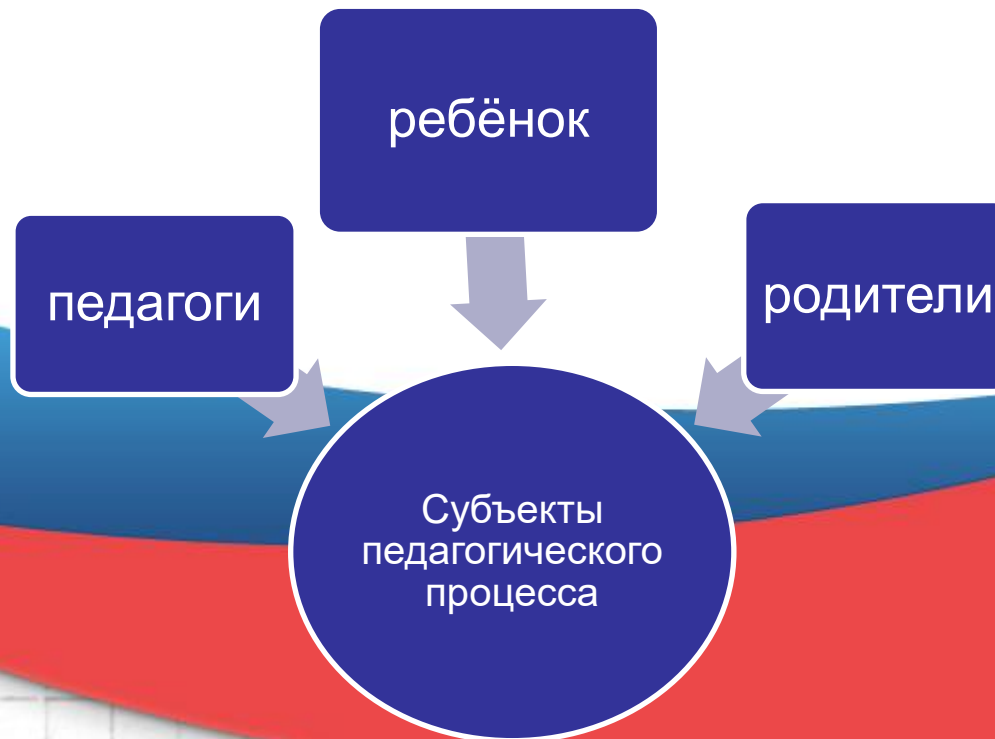 ребёнок
педагоги
родители
Субъекты
педагогического
процесса